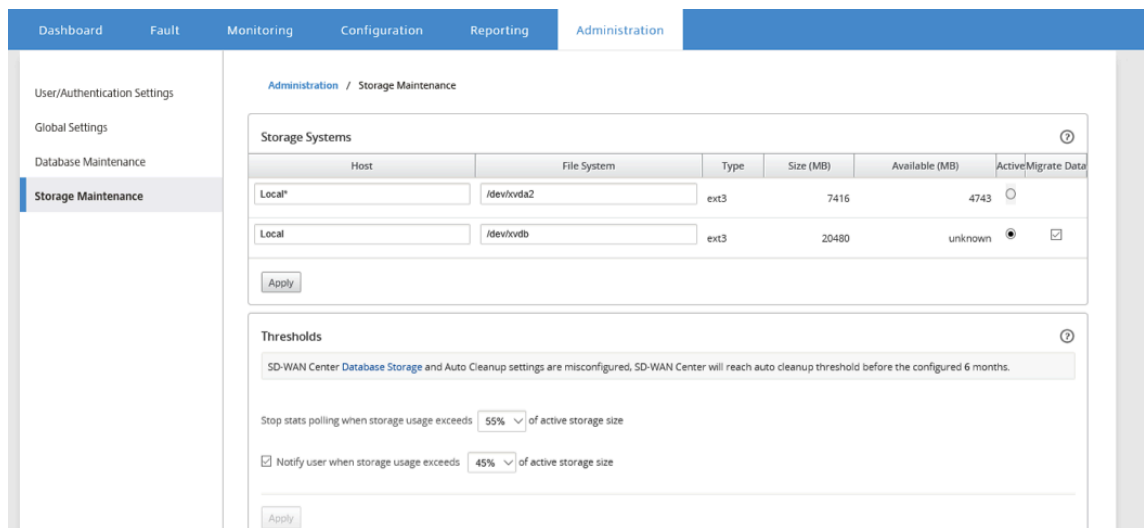 Dashboard Fault Monitoring Configuration Reporting Administration
User/Authentication Settings
Global Settings
Database Maintenance
Storage Maintenance
Administration / Storage Maintenance
Storage Systems ?
Host File System Type Size (MB) Available (MB) Active Migrate Data
Local* /dev/xvda2 ext3 7416 4743
Local /dev/xvdb ext3 20480 unknown
Apply
Thresholds ?
SD-WAN Center Database Storage and Auto Cleanup settings are misconfigured, SD-WAN Center will reach auto cleanup threshold before the configured 6 months.
Stop stats polling when storage usage exceeds 55% of active storage size
Notify user when storage usage exceeds 45% of active storage size
Apply